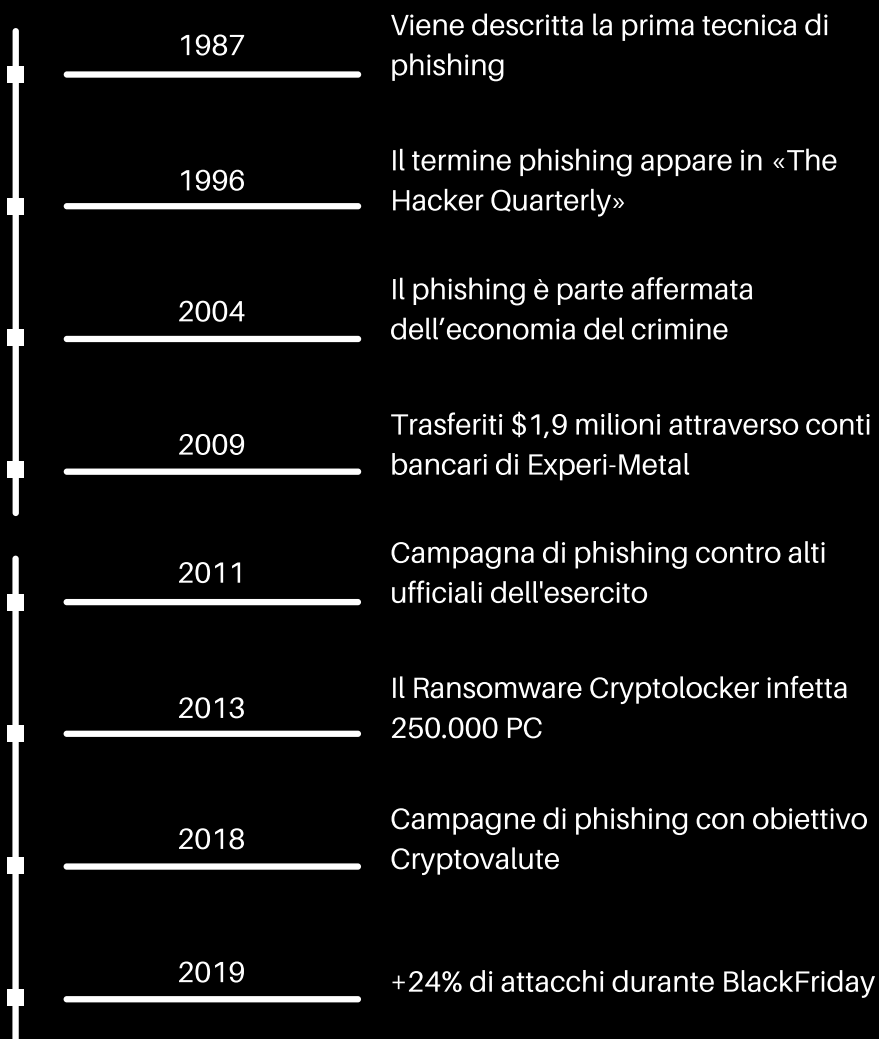 1987
Viene descritta la prima tecnica di
phishing
1996
Il termine phishing appare in «The
Hacker Quarterly»
2004
Il phishing è parte affermata
dell’economia del crimine
2009
Trasferiti $1,9 milioni attraverso conti
bancari di Experi-Metal
2011
Campagna di phishing contro alti
ufficiali dell'esercito
2013
Il Ransomware Cryptolocker infetta
250.000 PC
2018
Campagne di phishing con obiettivo
Cryptovalute
2019
+24% di attacchi durante BlackFriday